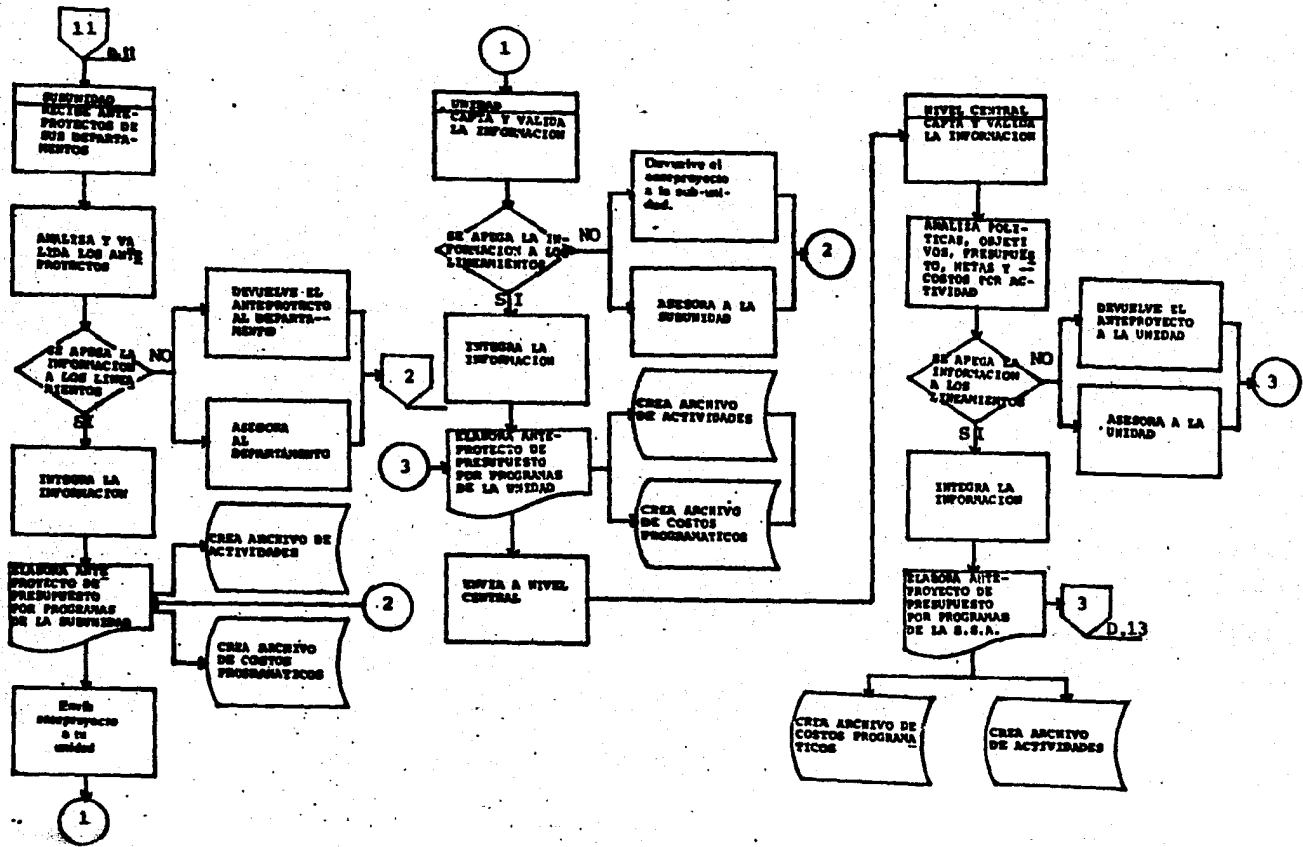 11
D.11
SUBUNIDAD
RECIBE ANTE-
PROYECTOS DE
SUS DEPARTA-
MENTOS
ANALIZA Y VA
LIDA LOS ANTE
PROYECTOS
SE APEGA LA
INFORMACION
A LOS LINEA
MIENTOS
NO
SI
DEVUELVE EL
ANTEPROYECTO
AL DEPARTA-
MENTO
ASESORA
AL
DEPARTAMENTO
2
INTEGRA LA
INFORMACION
ELABORA ANTE
PROYECTO DE
PRESUPUESTO
POR PROGRAMAS
DE LA SUBUNIDAD
CREA ARCHIVO DE
ACTIVIDADES
2
CREA ARCHIVO
DE COSTOS
PROGRAMATICOS
Envía
anteproyecto
a su
unidad
1
1
UNIDAD
CAPTA Y VALIDA
LA INFORMACION
SE APEGA LA IN-
FORMACION A LOS
LINEAMIENTOS
NO
SI
Devuelve el
anteproyecto
a la sub-uni-
dad.
ASESORA A LA
SUBUNIDAD
2
INTEGRA LA
INFORMACION
3
ELABORA ANTE-
PROYECTO DE
PRESUPUESTO
POR PROGRAMAS
DE LA UNIDAD
CREA ARCHIVO
DE ACTIVIDADES
CREA ARCHIVO
DE COSTOS
PROGRAMATICOS
ENVIA A NIVEL
CENTRAL
NIVEL CENTRAL
CAPTA Y VALIDA
LA INFORMACION
ANALIZA POLI-
TICAS, OBJETI
VOS, PRESUPUES
TO, METAS Y
COSTOS POR AC-
TIVIDAD
SE APEGA LA
INFORMACION
A LOS
LINEAMIENTOS
NO
SI
DEVUELVE EL
ANTEPROYECTO
A LA UNIDAD
ASESORA A LA
UNIDAD
3
INTEGRA LA
INFORMACION
ELABORA ANTE-
PROYECTO DE
PRESUPUESTO
POR PROGRAMAS
DE LA S.S.A.
3
D.13
CREA ARCHIVO DE
COSTOS PROGRAMA
TICOS
CREA ARCHIVO
DE ACTIVIDADES